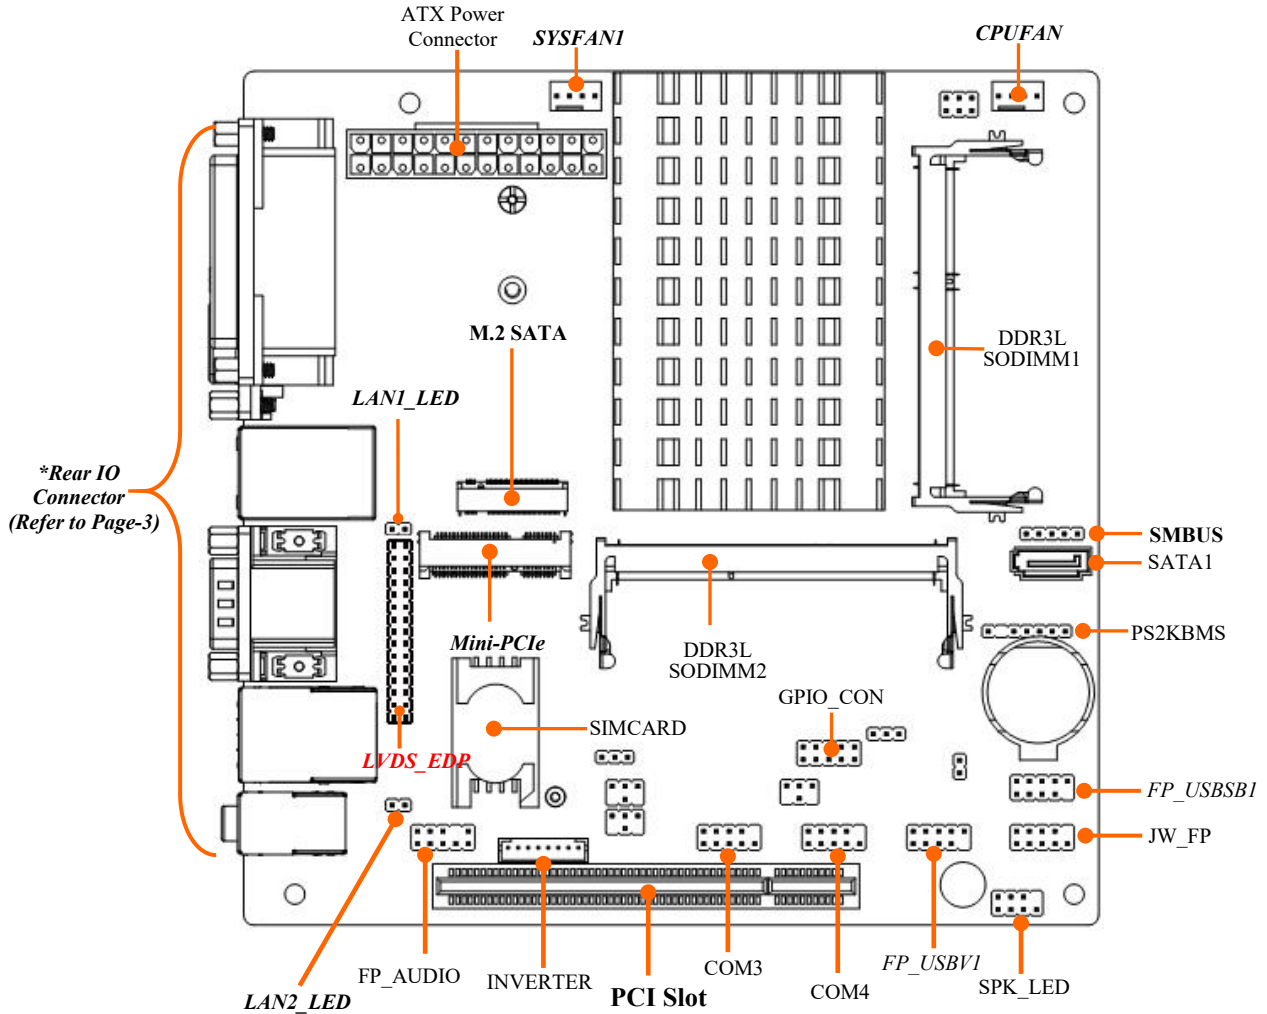 ATX Power
Connector
SYSFAN1
CPUFAN
M.2 SATA
DDR3L
SODIMM1
LAN1_LED
*Rear IO
Connector
(Refer to Page-3)
SMBUS
SATA1
PS2KBMS
Mini-PCIe
DDR3L
SODIMM2
GPIO_CON
SIMCARD
LVDS_EDP
FP_USBSB1
JW_FP
FP_AUDIO
INVERTER
COM3
FP_USBV1
COM4
SPK_LED
LAN2_LED
PCI Slot